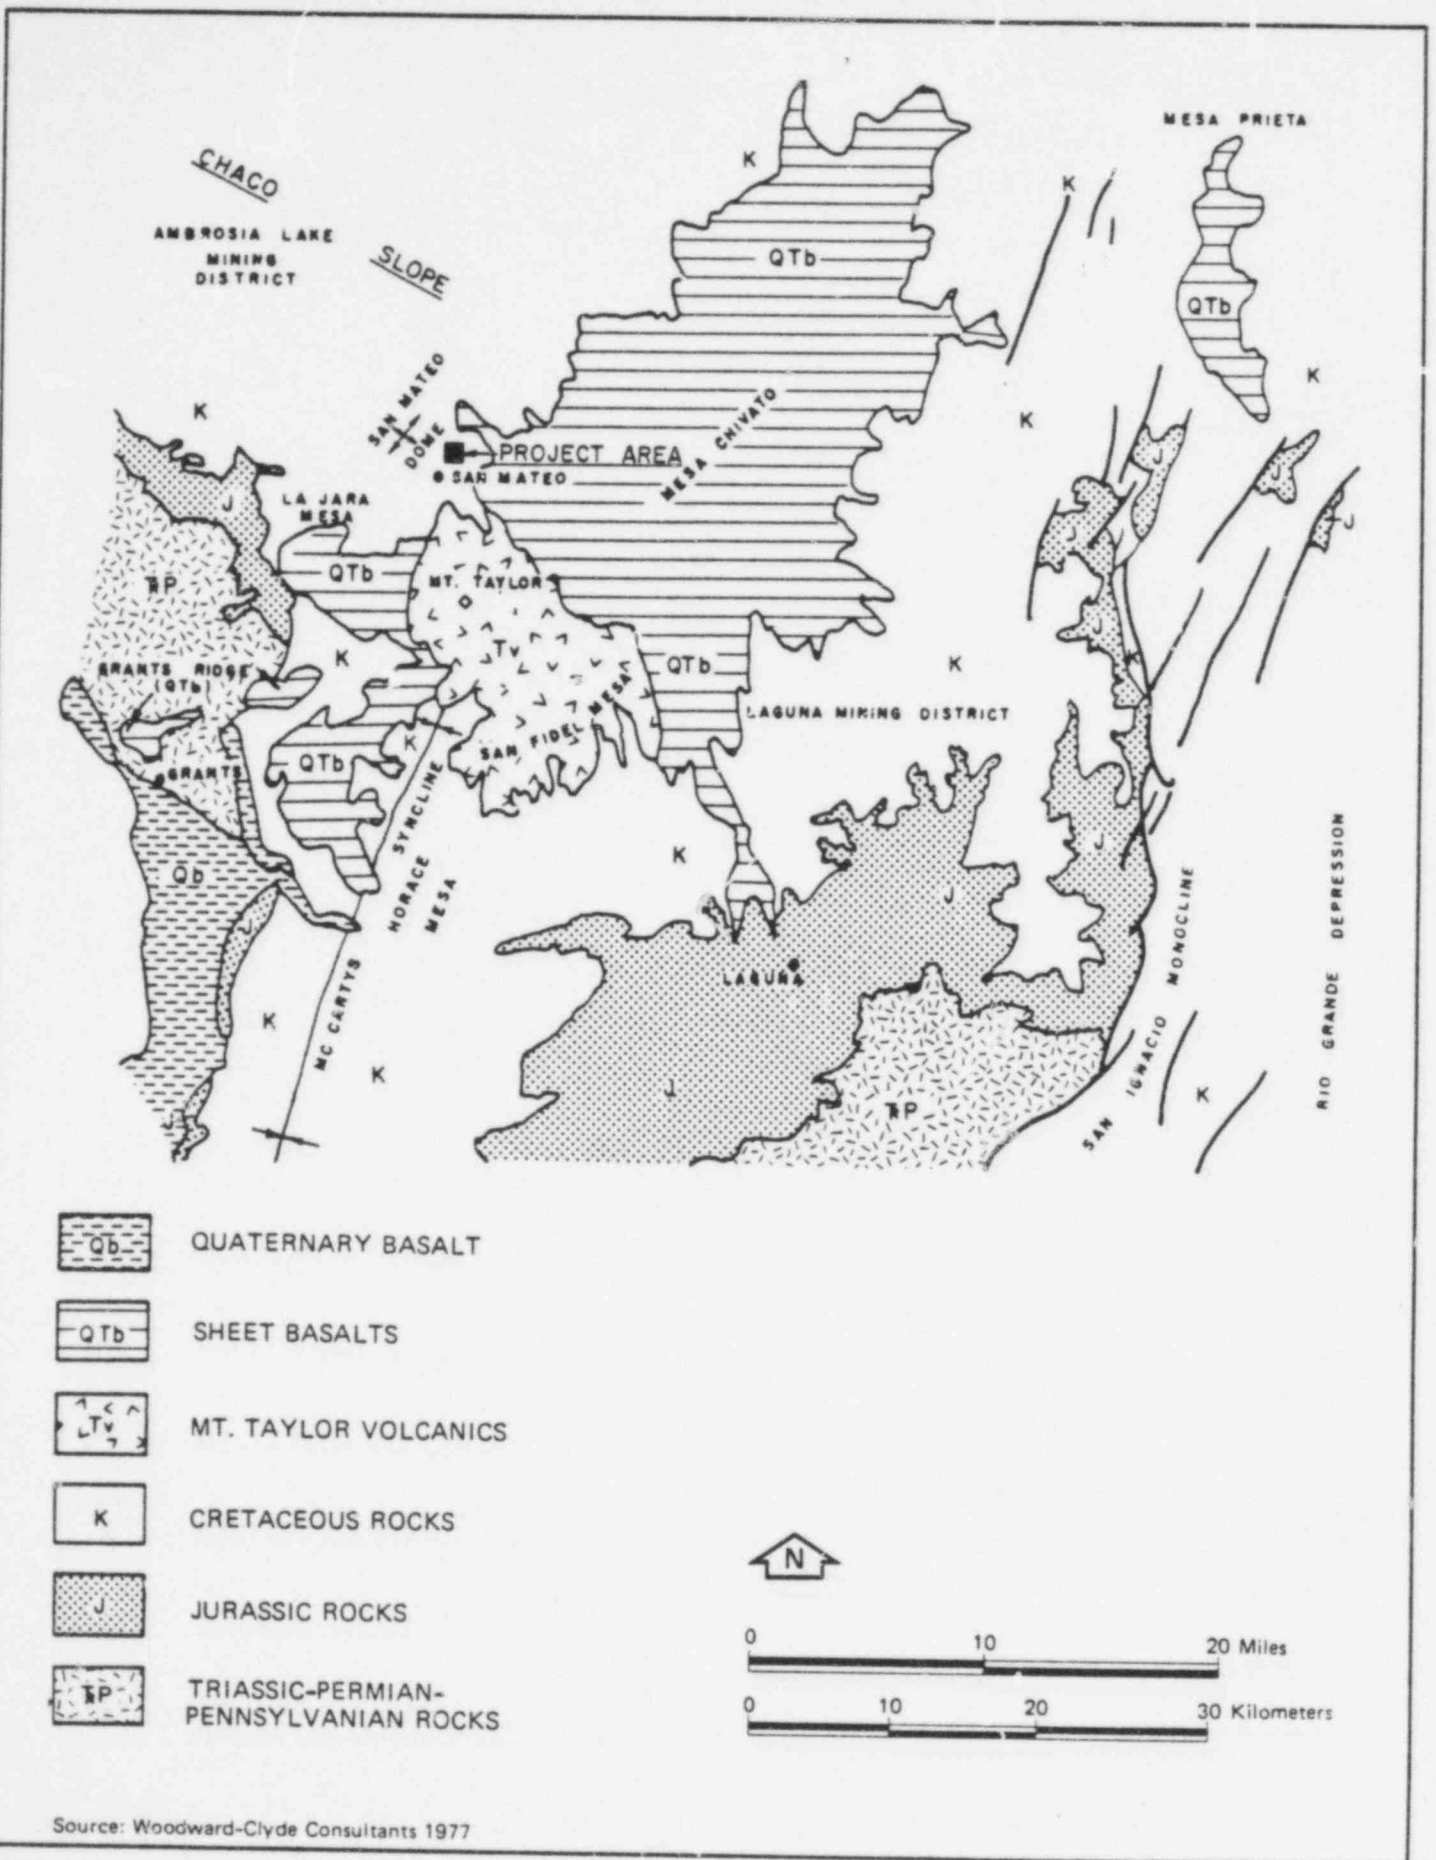 MESA PRIETA
K
K
CHACO
AMBROSIA LAKE
MINING
DISTRICT
SLOPE
QTb
QTb
K
K
K
SAN MATEO
DOME
PROJECT AREA
SAN MATEO
MESA CHIVATO
J
J
J
J
J
LA JARA
MESA
QTb
MT. TAYLOR
TRP
Tv
J
K
K
QTb
K
GRANTS RIDGE
(QTb)
SAN FIDEL MESA
LAGUNA MINING DISTRICT
K
QTb
GRANTS
J
K
Qb
SYNCLINE
HORACE
MESA
J
J
LAGUNA
SAN IGNACIO MONOCLINE
RIO GRANDE DEPRESSION
K
MC CARTYS
K
J
TRP
K
J
Qb QUATERNARY BASALT
QTb SHEET BASALTS
Tv MT. TAYLOR VOLCANICS
K CRETACEOUS ROCKS
J JURASSIC ROCKS
TRP TRIASSIC-PERMIAN-
PENNSYLVANIAN ROCKS
N
0 10 20 Miles
0 10 20 30 Kilometers
Source: Woodward-Clyde Consultants 1977